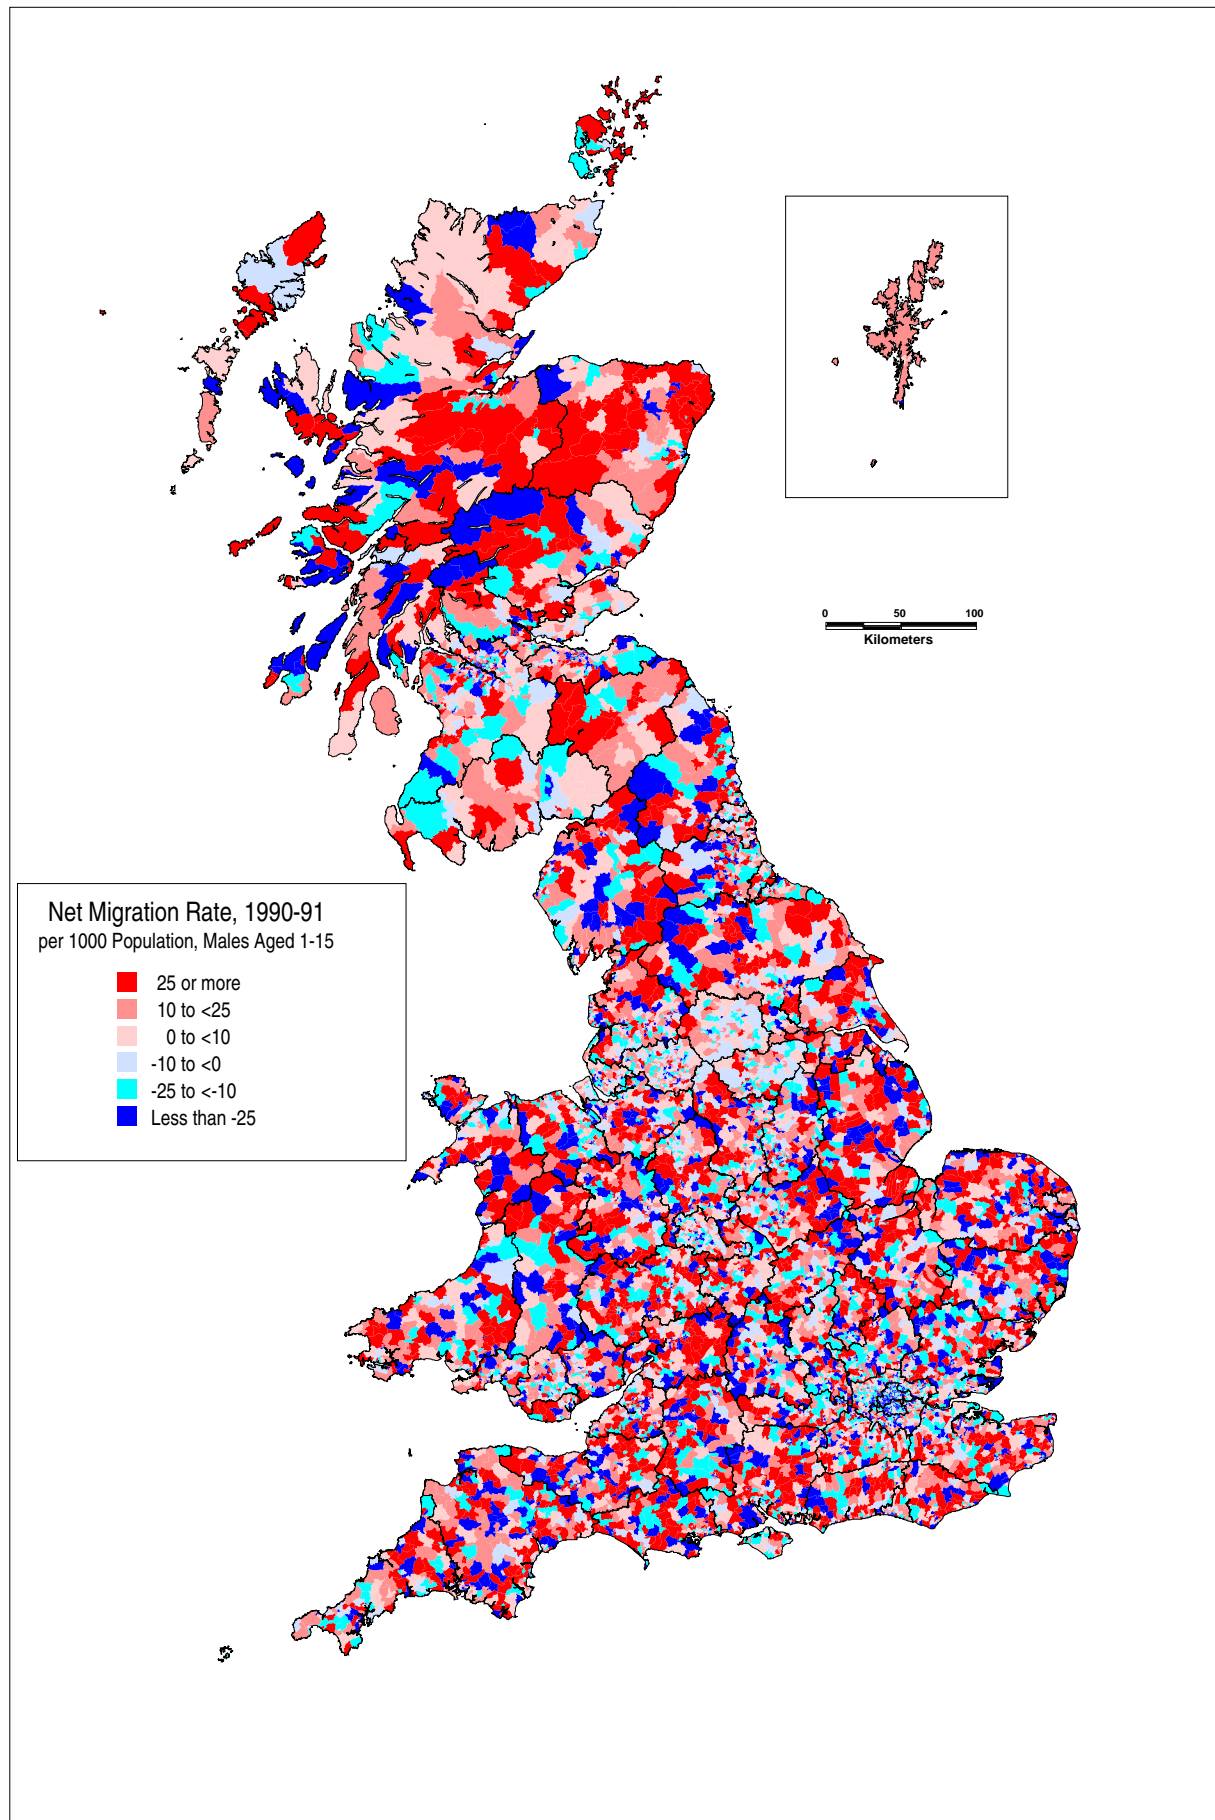 0 50 100
Kilometers
Net Migration Rate, 1990-91
per 1000 Population, Males Aged 1-15
25 or more
10 to <25
0 to <10
-10 to <0
-25 to <-10
Less than -25